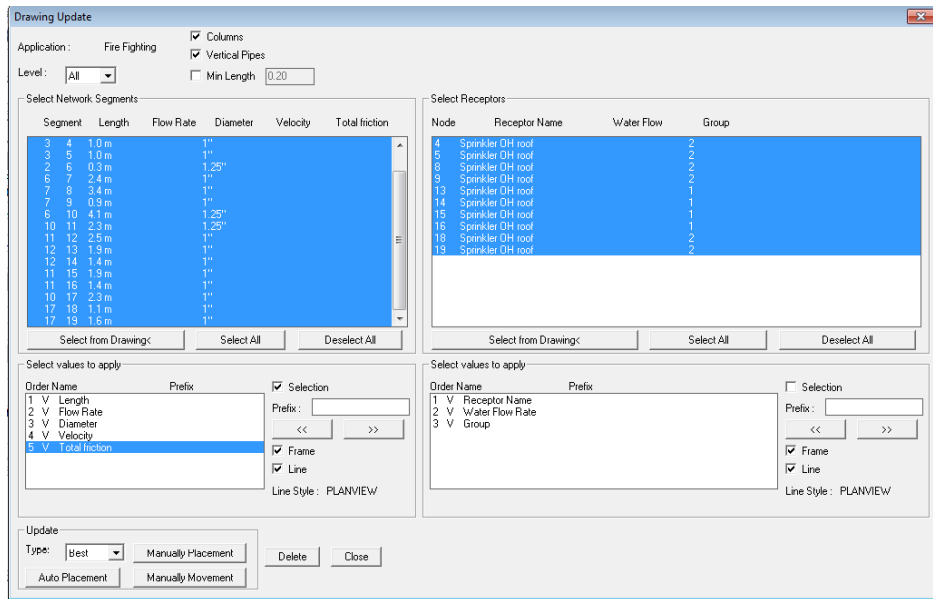 Drawing Update
Application : Fire Fighting
Columns
Vertical Pipes
Level : All
Min Length 0.20
Select Network Segments
Segment Length Flow Rate Diameter Velocity Total friction
3 4 1.0 m 1''
3 5 1.0 m 1''
2 6 0.3 m 1.25''
6 7 2.4 m 1''
7 8 3.4 m 1''
7 9 0.9 m 1''
6 10 4.1 m 1.25''
10 11 2.3 m 1.25''
11 12 2.5 m 1''
12 13 1.9 m 1''
12 14 1.4 m 1''
11 15 1.9 m 1''
11 16 1.4 m 1''
10 17 2.3 m 1''
17 18 1.1 m 1''
17 19 1.6 m 1''
Select from Drawing< Select All Deselect All
Select Receptors
Node Receptor Name Water Flow Group
4 Sprinkler OH roof 2
5 Sprinkler OH roof 2
8 Sprinkler OH roof 2
9 Sprinkler OH roof 2
13 Sprinkler OH roof 1
14 Sprinkler OH roof 1
15 Sprinkler OH roof 1
16 Sprinkler OH roof 1
18 Sprinkler OH roof 2
19 Sprinkler OH roof 2
Select from Drawing< Select All Deselect All
Select values to apply
Order Name Prefix
1 V Length
2 V Flow Rate
3 V Diameter
4 V Velocity
5 V Total friction
Selection
Prefix :
<< >>
Frame
Line
Line Style : PLANVIEW
Select values to apply
Order Name Prefix
1 V Receptor Name
2 V Water Flow Rate
3 V Group
Selection
Prefix :
<< >>
Frame
Line
Line Style : PLANVIEW
Update
Type: Best Manually Placement
Auto Placement Manually Movement
Delete Close